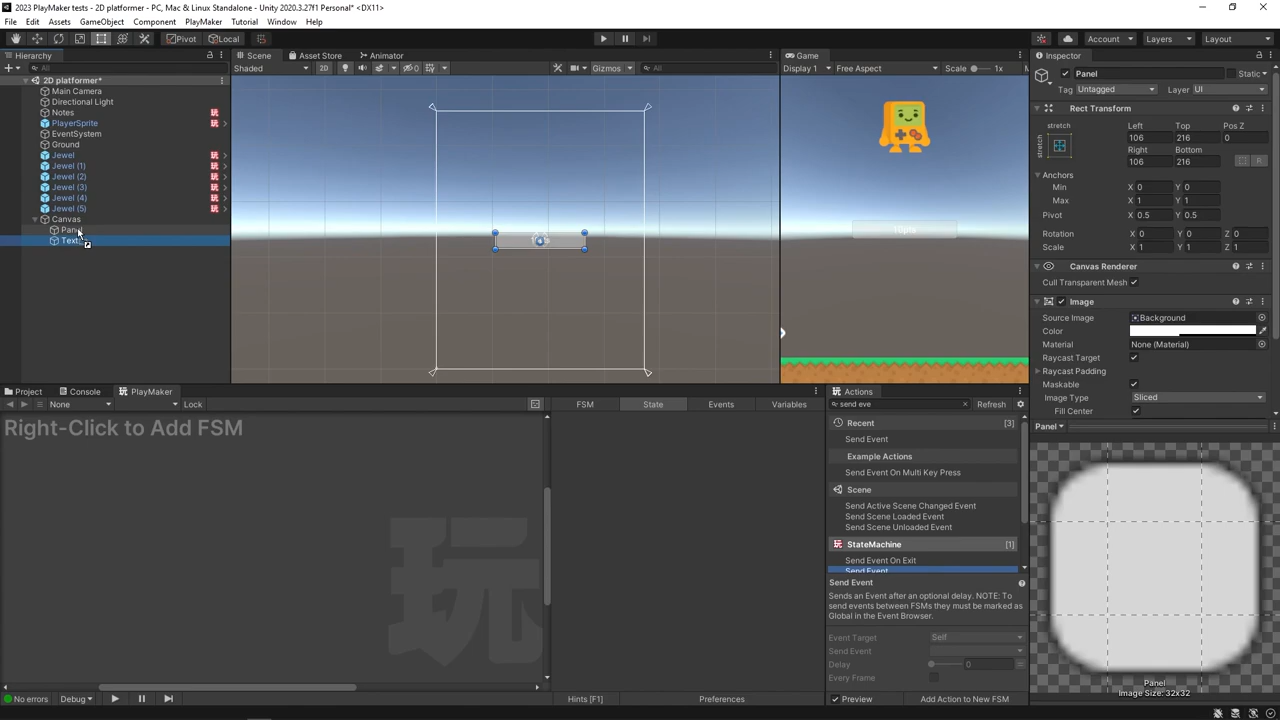 2023 PlayMaker tests - 2D platformer - PC, Mac & Linux Standalone - Unity 2020.3.27f1 Personal* <DX11>
File Edit Assets GameObject Component PlayMaker Tutorial Window Help
Pivot Local Account Layers Layout
Hierarchy
All
2D platformer*
Main Camera
Directional Light
Notes
PlayerSprite
EventSystem
Ground
Jewel
Jewel (1)
Jewel (2)
Jewel (3)
Jewel (4)
Jewel (5)
Canvas
Panel
Text
Scene Asset Store Animator
Shaded 2D 0 Gizmos All
Game
Display 1 Free Aspect Scale 1x M
10pts
Inspector
Panel Static
Tag Untagged Layer UI
Rect Transform
stretch Left Top Pos Z
stretch 106 216 0
Right Bottom
106 216 R
Anchors
Min X 0 Y 0
Max X 1 Y 1
Pivot X 0.5 Y 0.5
Rotation X 0 Y 0 Z 0
Scale X 1 Y 1 Z 1
Canvas Renderer
Cull Transparent Mesh
Image
Source Image Background
Color
Material None (Material)
Raycast Target
Raycast Padding
Maskable
Image Type Sliced
Fill Center
Panel
Panel
Image Size: 32x32
Project Console PlayMaker
None Lock
Right-Click to Add FSM
玩
No errors Debug
FSM State Events Variables
Hints [F1] Preferences
Actions
send eve Refresh
Recent [3]
Send Event
Example Actions
Send Event On Multi Key Press
Scene
Send Active Scene Changed Event
Send Scene Loaded Event
Send Scene Unloaded Event
StateMachine [1]
Send Event On Exit
Send Event
Send Event
Sends an Event after an optional delay. NOTE: To
send events between FSMs they must be marked as
Global in the Event Browser.
Event Target Self
Send Event
Delay 0
Every Frame
Preview Add Action to New FSM